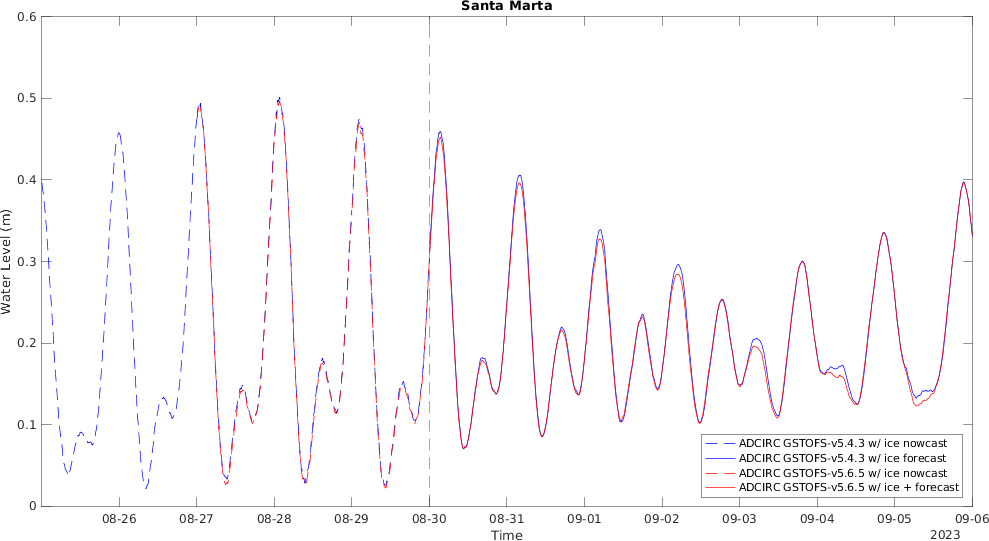 Santa Marta
0.6
0.5
0.4
0.3
0.2
0.1
0
Water Level (m)
08-26
08-27
08-28
08-29
08-30
08-31
09-01
09-02
09-03
09-04
09-05
09-06
Time
2023
ADCIRC GSTOFS-v5.4.3 w/ ice nowcast
ADCIRC GSTOFS-v5.4.3 w/ ice forecast
ADCIRC GSTOFS-v5.6.5 w/ ice nowcast
ADCIRC GSTOFS-v5.6.5 w/ ice + forecast